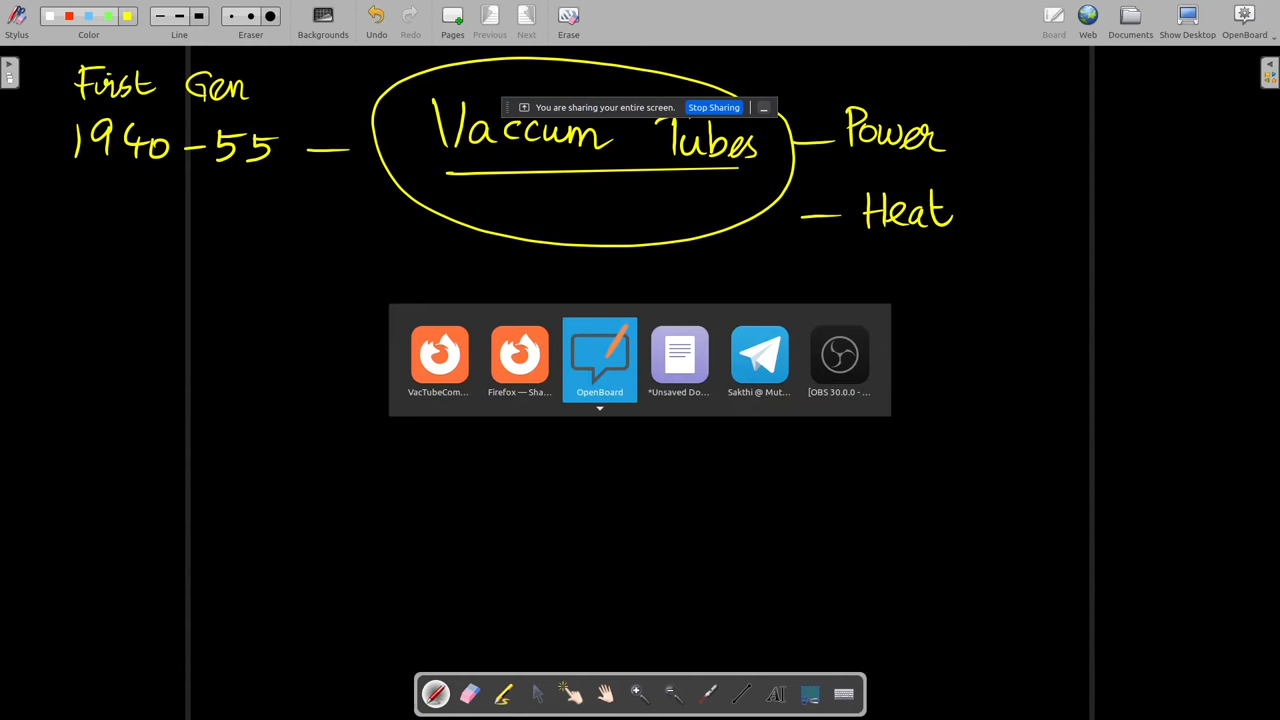 Stylus
Color
Line
Eraser
Backgrounds
Undo
Redo
Pages
Previous
Next
Erase
Board
Web
Documents
Show Desktop
OpenBoard
First Gen
You are sharing your entire screen. Stop Sharing
Vaccum Tubes
— Power
1940 - 55 —
— Heat
VacTubeCom...
Firefox — Sha...
OpenBoard
*Unsaved Do...
Sakthi @ Mut...
[OBS 30.0.0 - ...
AI